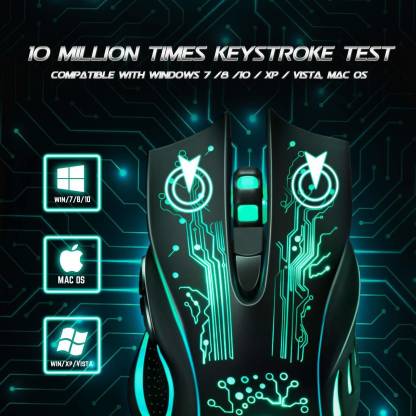 10 MILLION TIMES KEYSTROKE TEST
COMPATIBLE WITH WINDOWS 7 /8 /10 / XP / VISTA, MAC OS
WIN/7/8/10
MAC OS
WIN/XP/VISTA